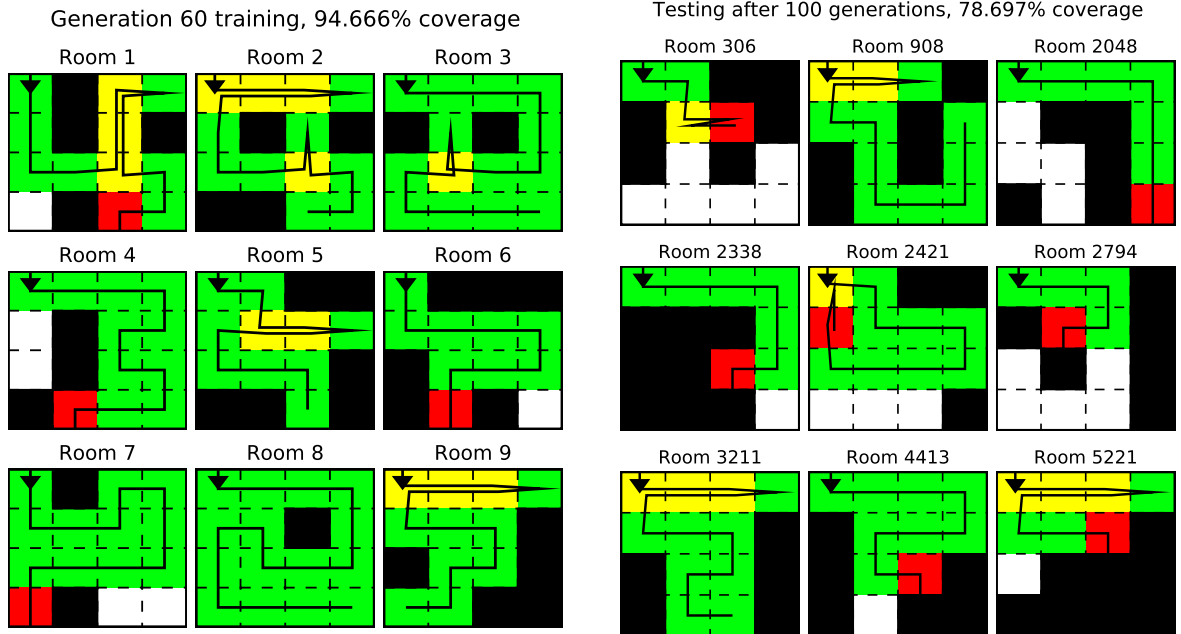 Generation 60 training, 94.666% coverage
Room 1
Room 2
Room 3
Room 4
Room 5
Room 6
Room 7
Room 8
Room 9
Testing after 100 generations, 78.697% coverage
Room 306
Room 908
Room 2048
Room 2338
Room 2421
Room 2794
Room 3211
Room 4413
Room 5221